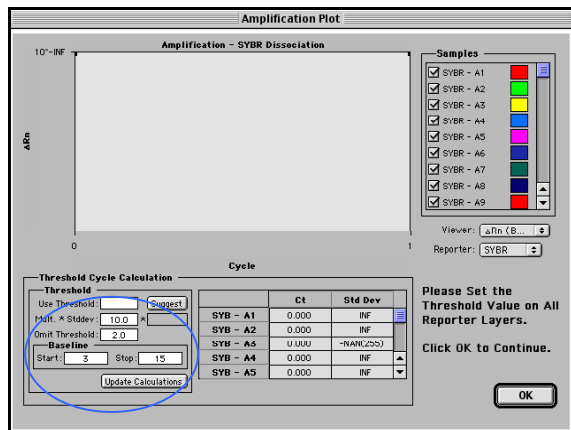 Amplification Plot
Amplification - SYBR Dissociation
10^-INF
ΔRn
0
1
Cycle
Samples
SYBR - A1
SYBR - A2
SYBR - A3
SYBR - A4
SYBR - A5
SYBR - A6
SYBR - A7
SYBR - A8
SYBR - A9
Viewer: ΔRn (B...
Reporter: SYBR
Threshold Cycle Calculation
Threshold
Use Threshold: Suggest
Mult. * Stddev: 10.0 *
Omit Threshold: 2.0
Baseline
Start: 3 Stop: 15
Update Calculations
Ct Std Dev
SYB - A1 0.000 INF
SYB - A2 0.000 INF
SYB - A3 0.000 -NAN(255)
SYB - A4 0.000 INF
SYB - A5 0.000 INF
Please Set the
Threshold Value on All
Reporter Layers.
Click OK to Continue.
OK